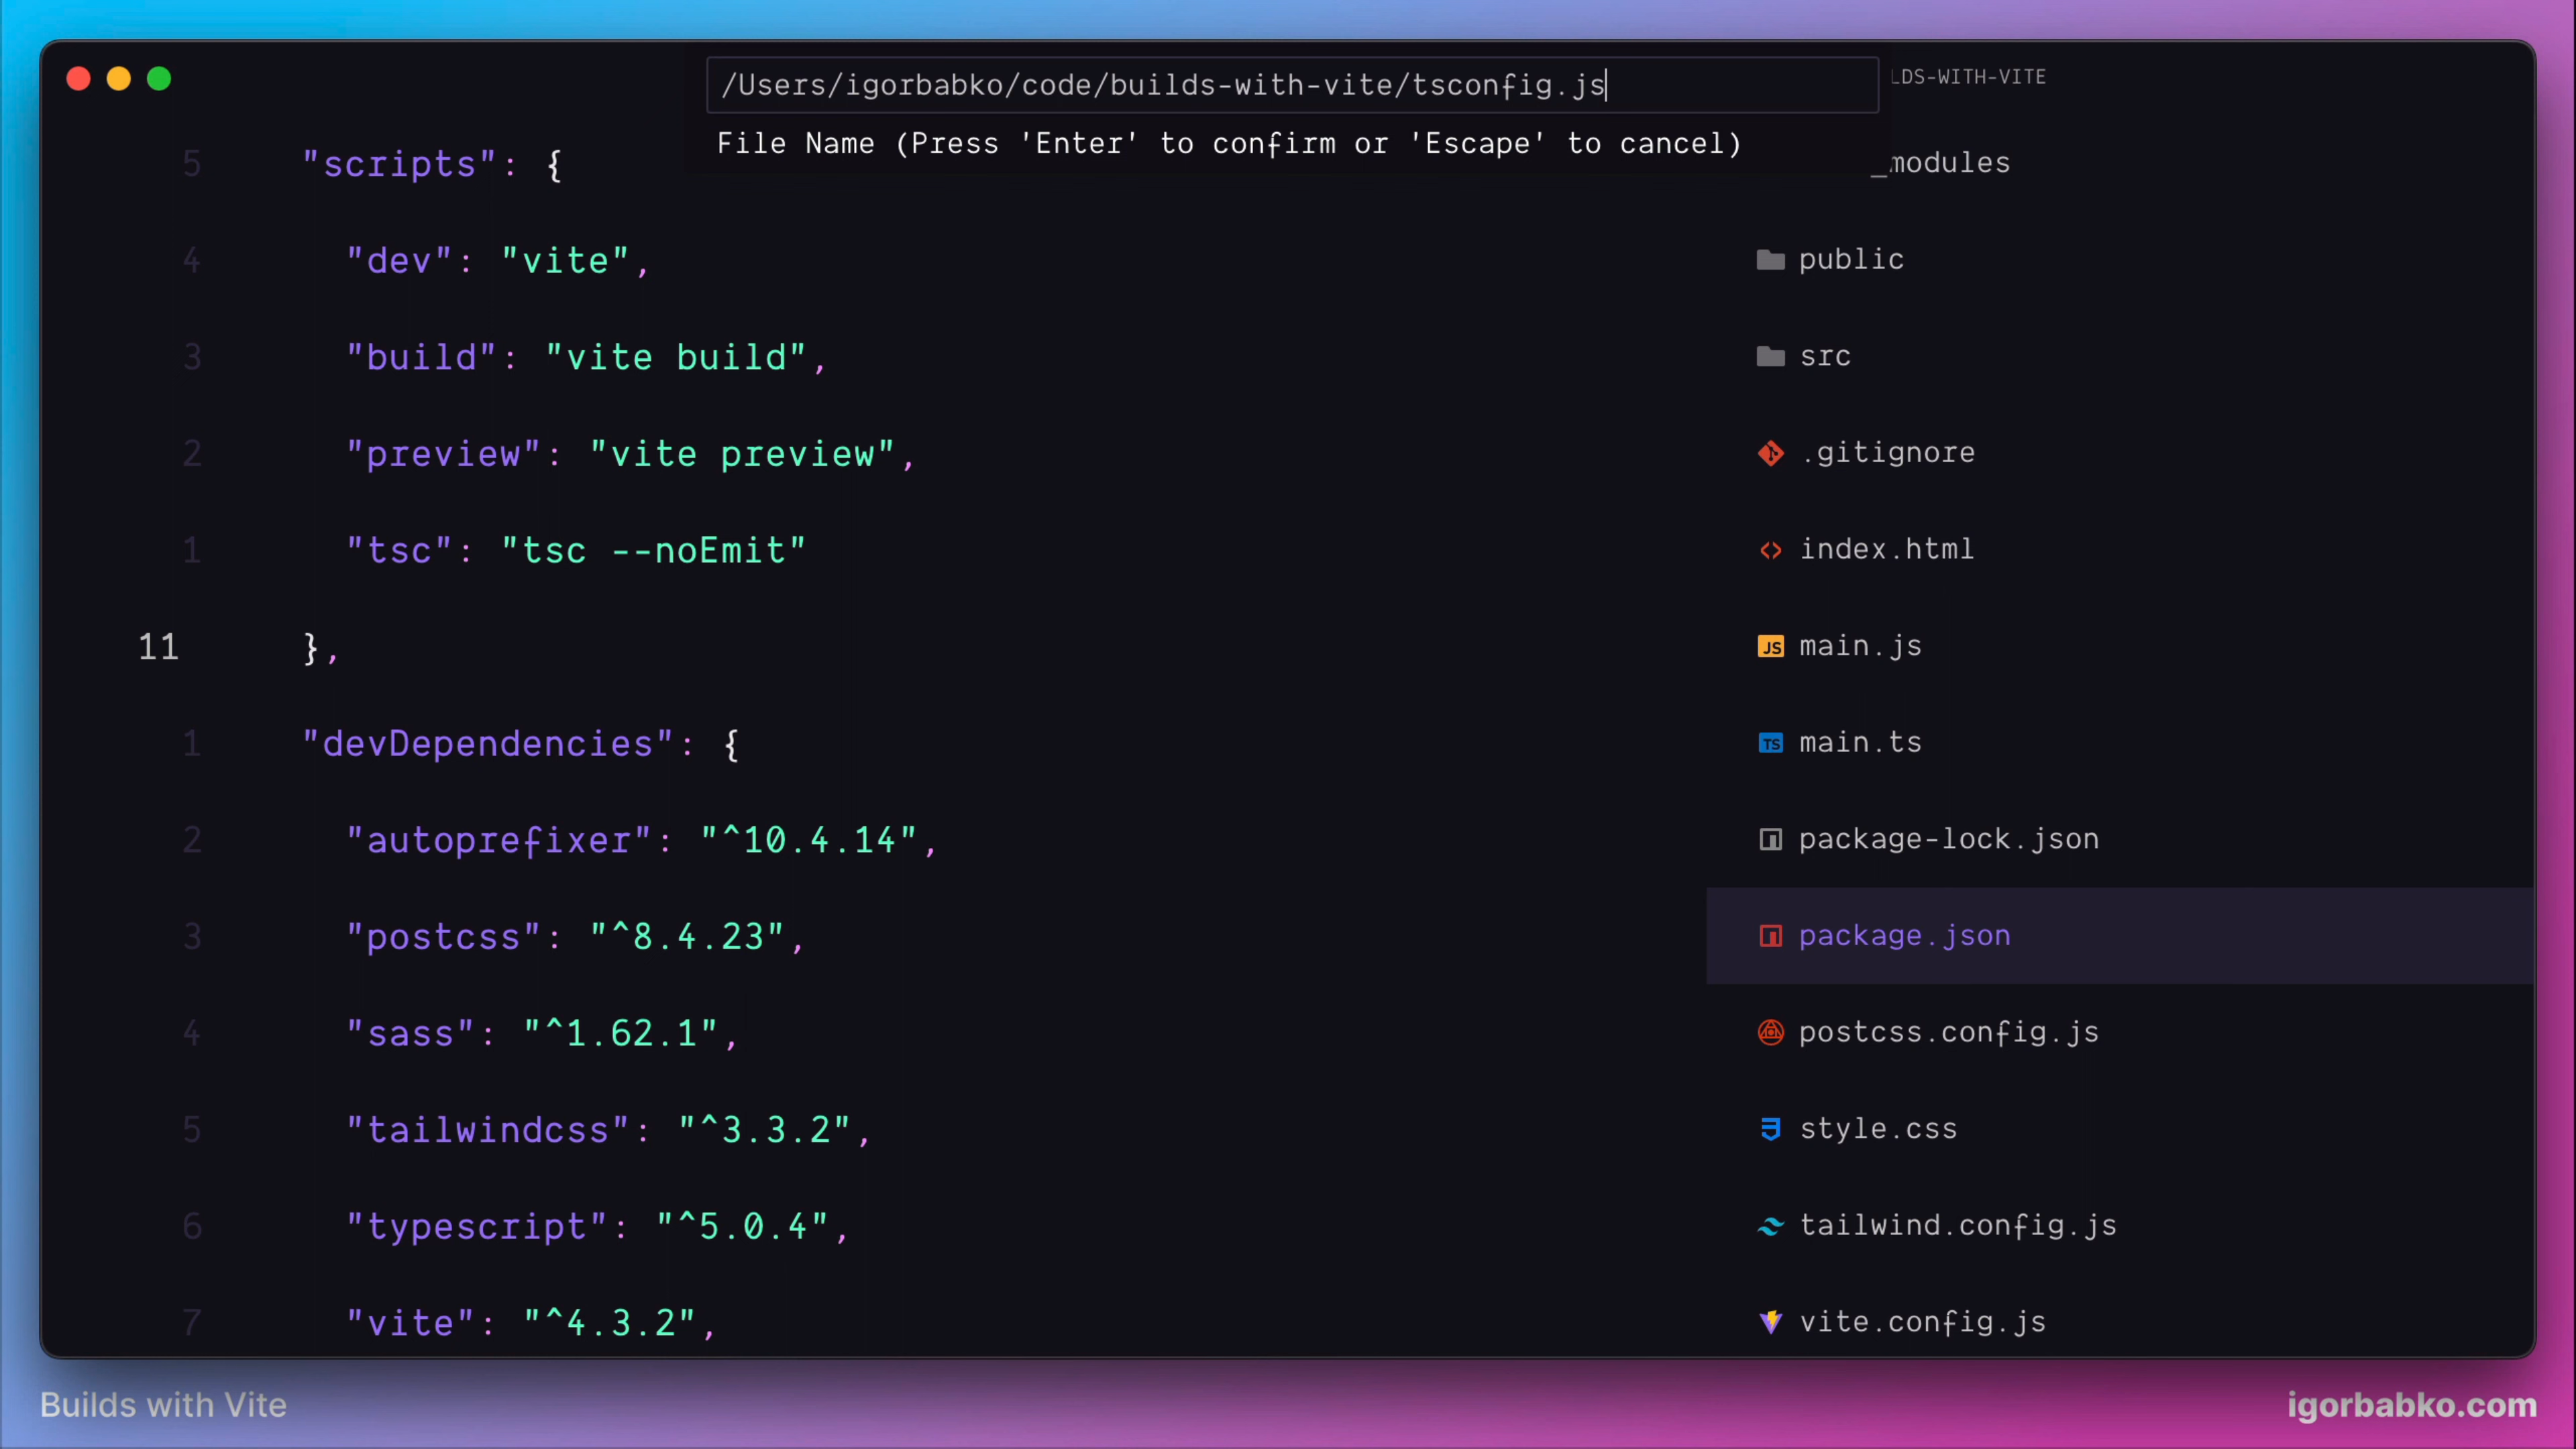 /Users/igorbabko/code/builds-with-vite/tsconfig.js
File Name (Press 'Enter' to confirm or 'Escape' to cancel)
5 "scripts": {
4 "dev": "vite",
3 "build": "vite build",
2 "preview": "vite preview",
1 "tsc": "tsc --noEmit"
11 },
1 "devDependencies": {
2 "autoprefixer": "^10.4.14",
3 "postcss": "^8.4.23",
4 "sass": "^1.62.1",
5 "tailwindcss": "^3.3.2",
6 "typescript": "^5.0.4",
7 "vite": "^4.3.2",
LDS-WITH-VITE
_modules
public
src
.gitignore
index.html
JS main.js
TS main.ts
package-lock.json
package.json
postcss.config.js
style.css
tailwind.config.js
vite.config.js
Builds with Vite
igorbabko.com